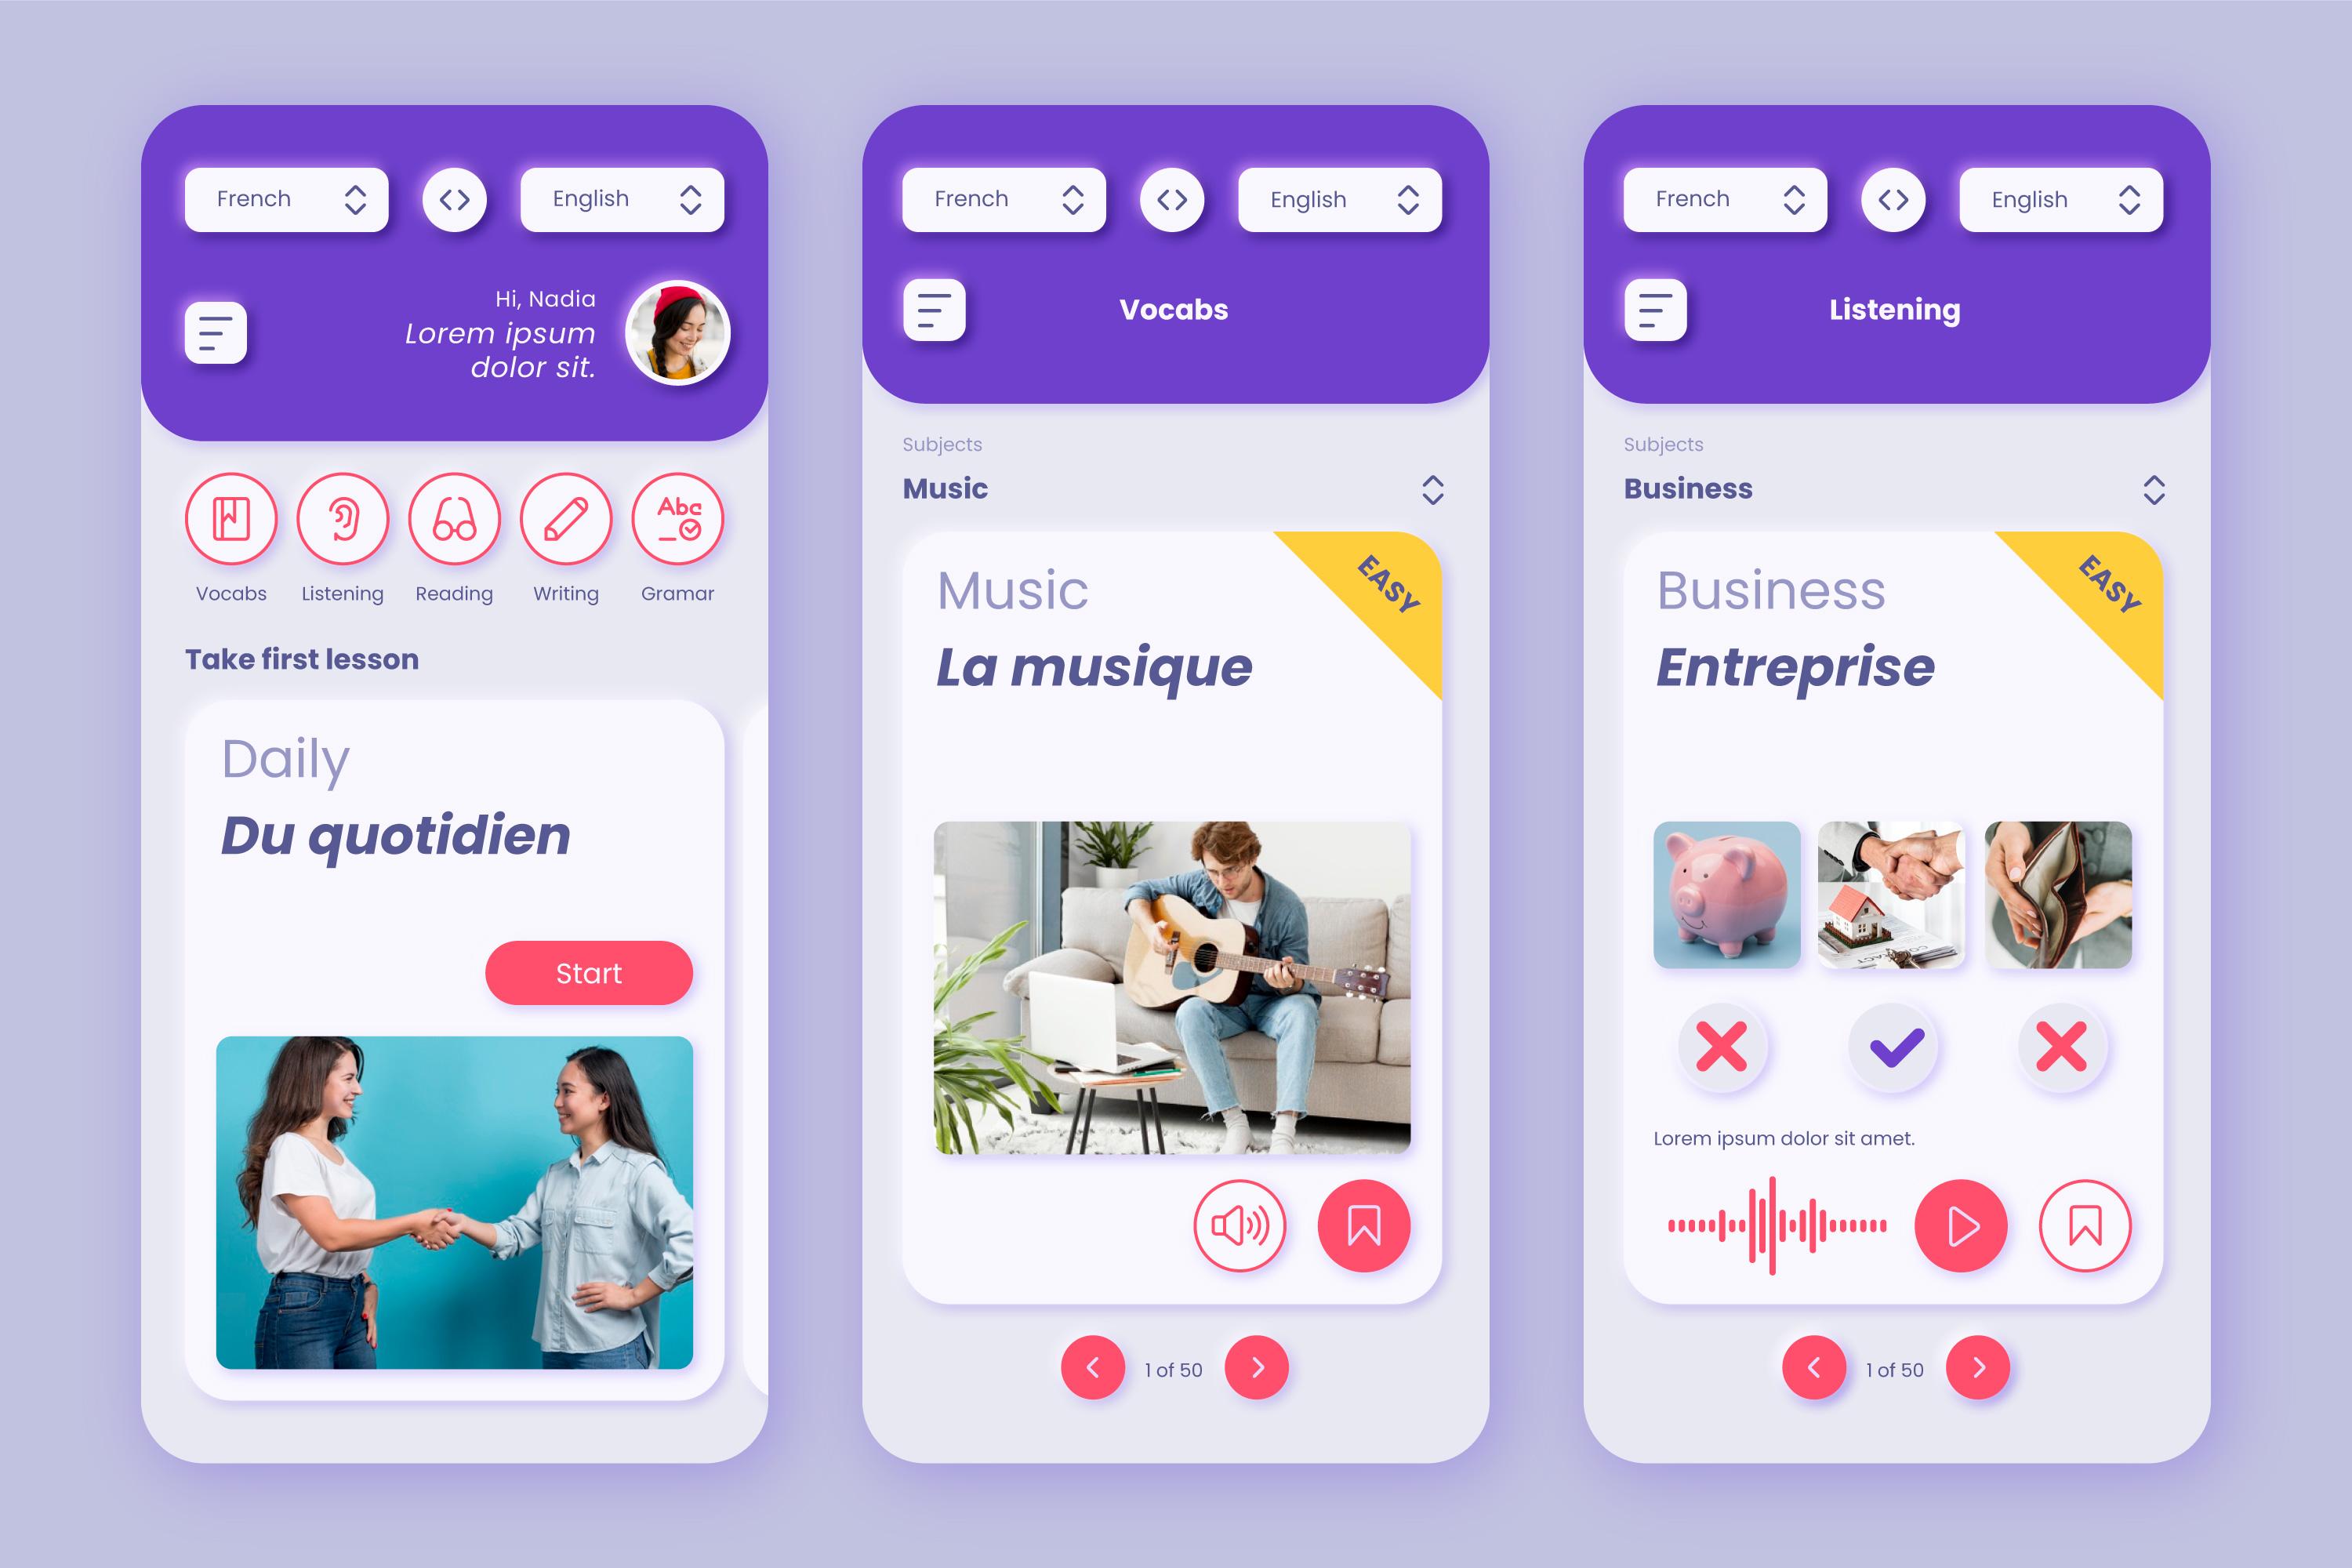 French
English
Hi, Nadia
Lorem ipsum
dolor sit.
Vocabs
Listening
Reading
Writing
Abc
Gramar
Take first lesson
Daily
Du quotidien
Start
French
English
Vocabs
Subjects
Music
EASY
Music
La musique
1 of 50
French
English
Listening
Subjects
Business
EASY
Business
Entreprise
Lorem ipsum dolor sit amet.
1 of 50